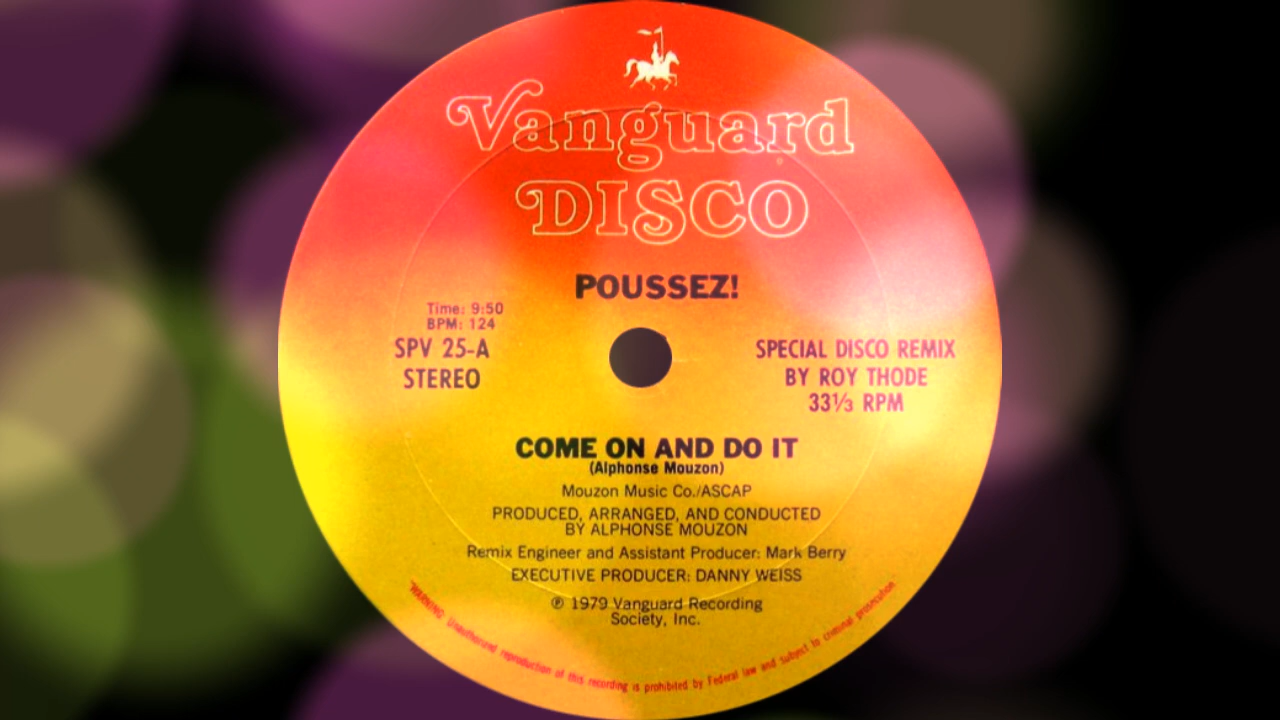 Vanguard
DISCO
POUSSEZ!
Time: 9:50
BPM: 124
SPV 25-A
STEREO
SPECIAL DISCO REMIX
BY ROY THODE
33⅓ RPM
COME ON AND DO IT
(Alphonse Mouzon)
Mouzon Music Co./ASCAP
PRODUCED, ARRANGED, AND CONDUCTED
BY ALPHONSE MOUZON
Remix Engineer and Assistant Producer: Mark Berry
EXECUTIVE PRODUCER: DANNY WEISS
℗ 1979 Vanguard Recording
Society, Inc.
"WARNING: Unauthorized reproduction of this recording is prohibited by Federal law and subject to criminal prosecution.